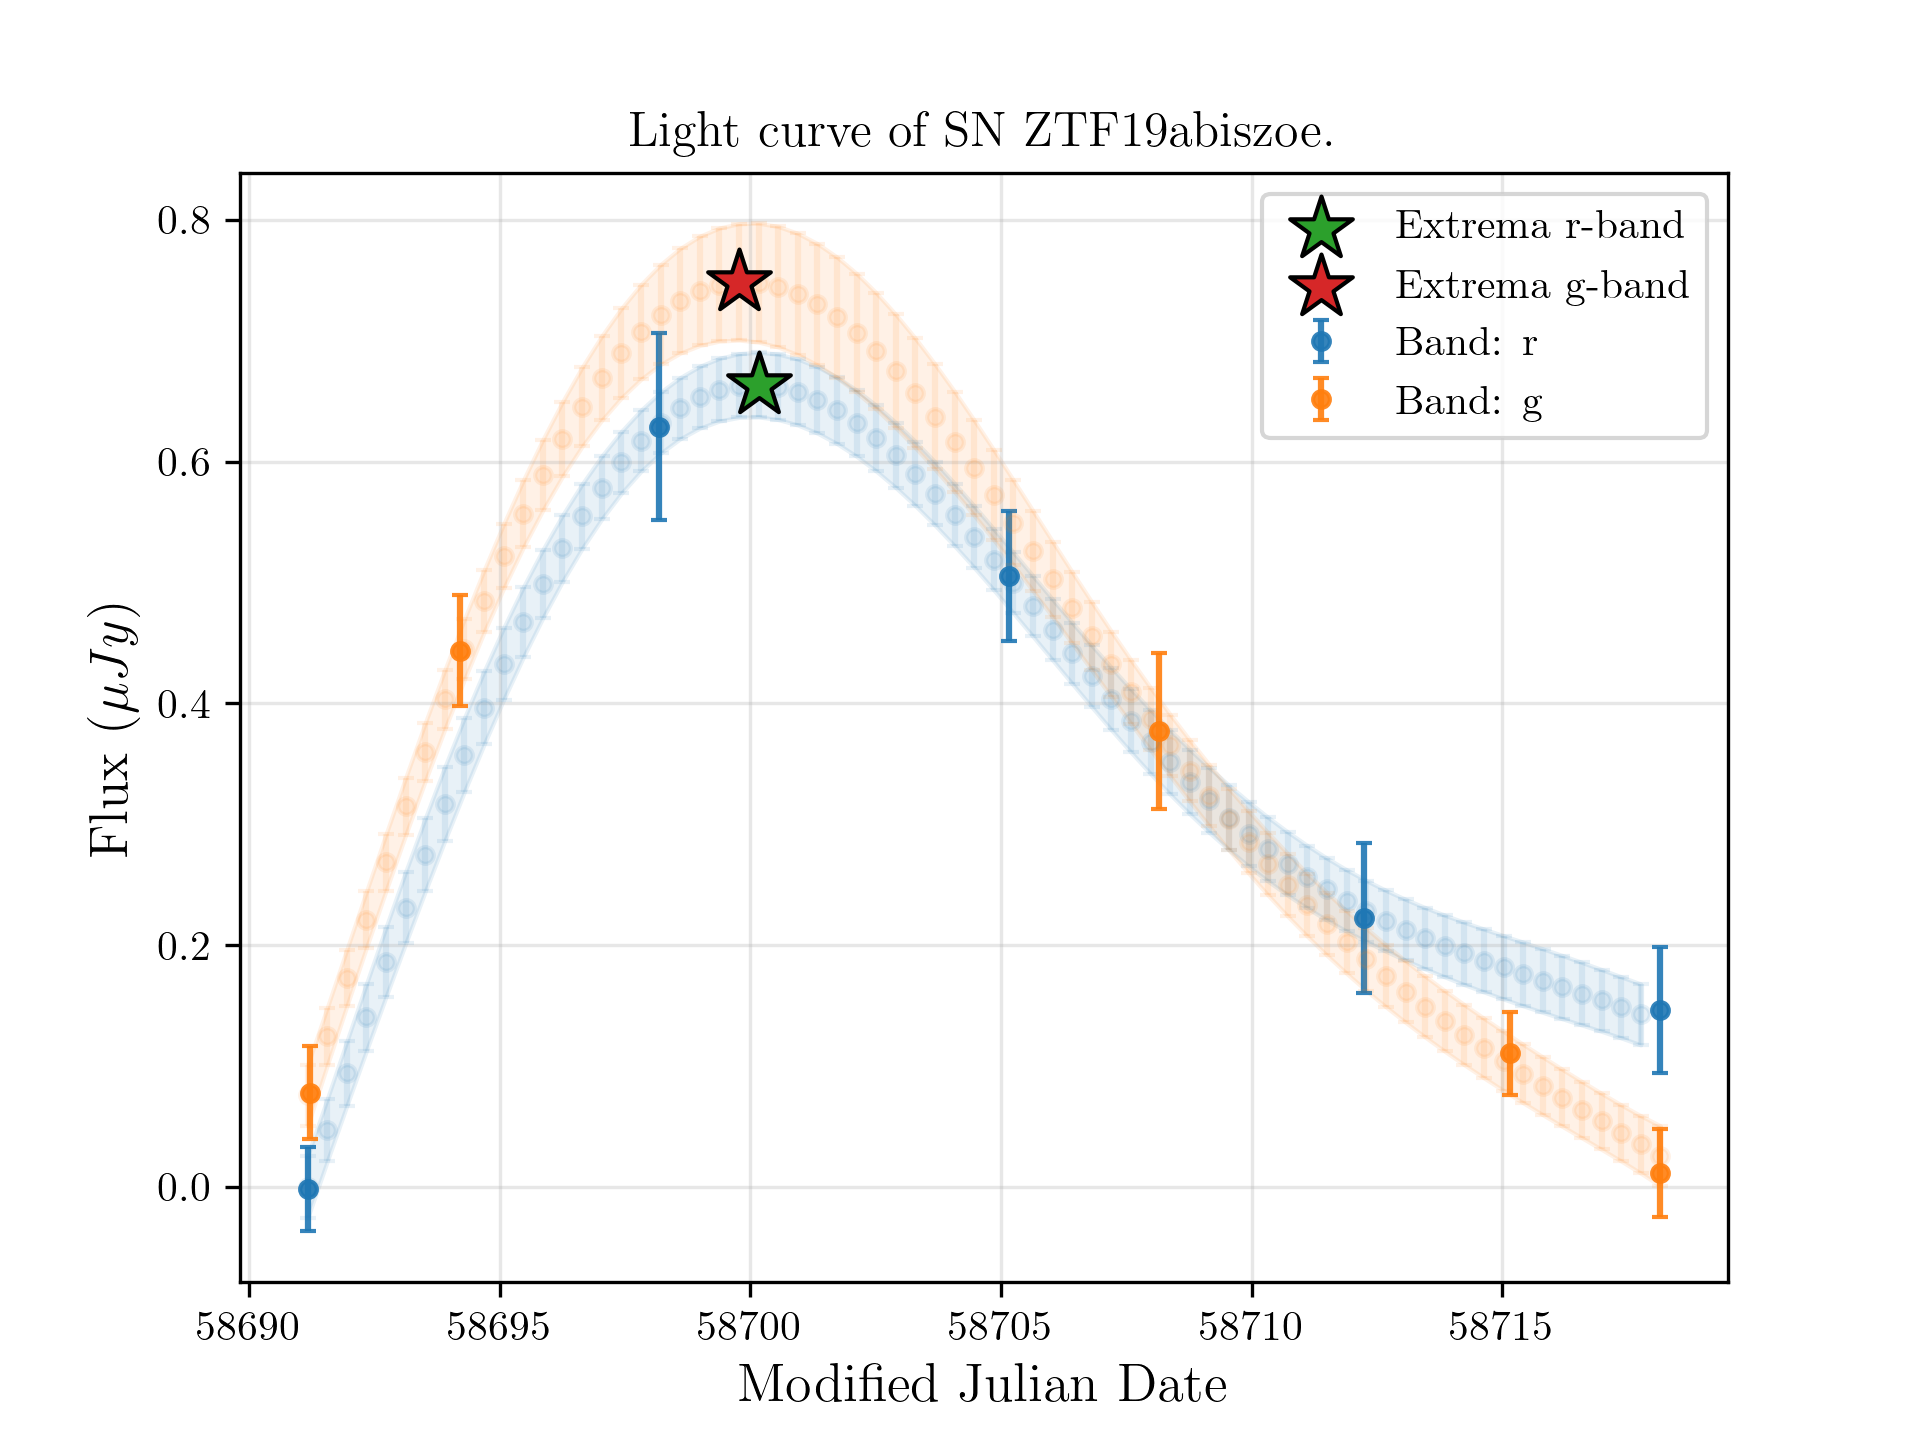 Light curve of SN ZTF19abiszoe.
Extrema r-band
Extrema g-band
Band: r
Band: g
0.8
0.6
0.4
0.2
0.0
Flux (μJy)
58690 58695 58700 58705 58710 58715
Modified Julian Date